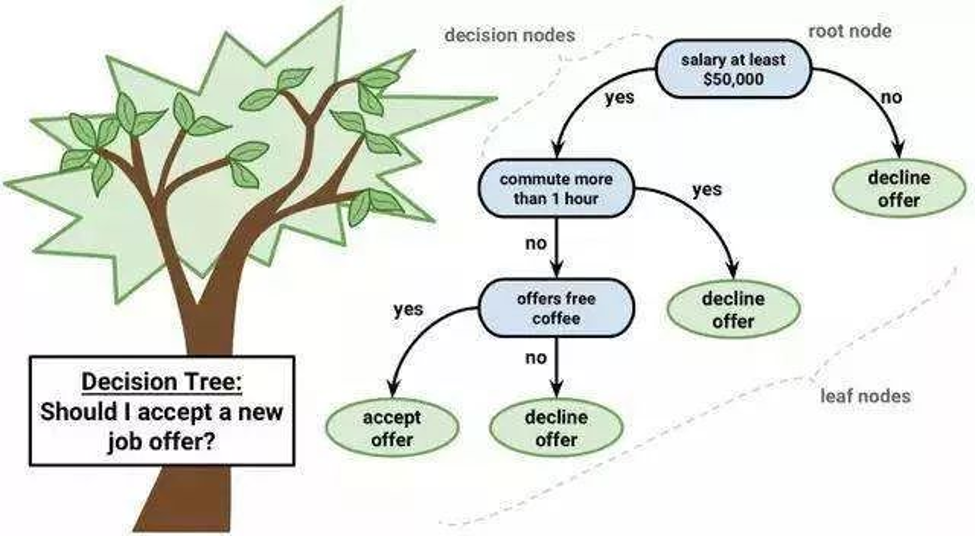 decision nodes
root node
salary at least
$50,000
yes
no
commute more
than 1 hour
yes
decline
offer
no
offers free
coffee
decline
offer
yes
no
accept
offer
decline
offer
leaf nodes
Decision Tree:
Should I accept a new
job offer?